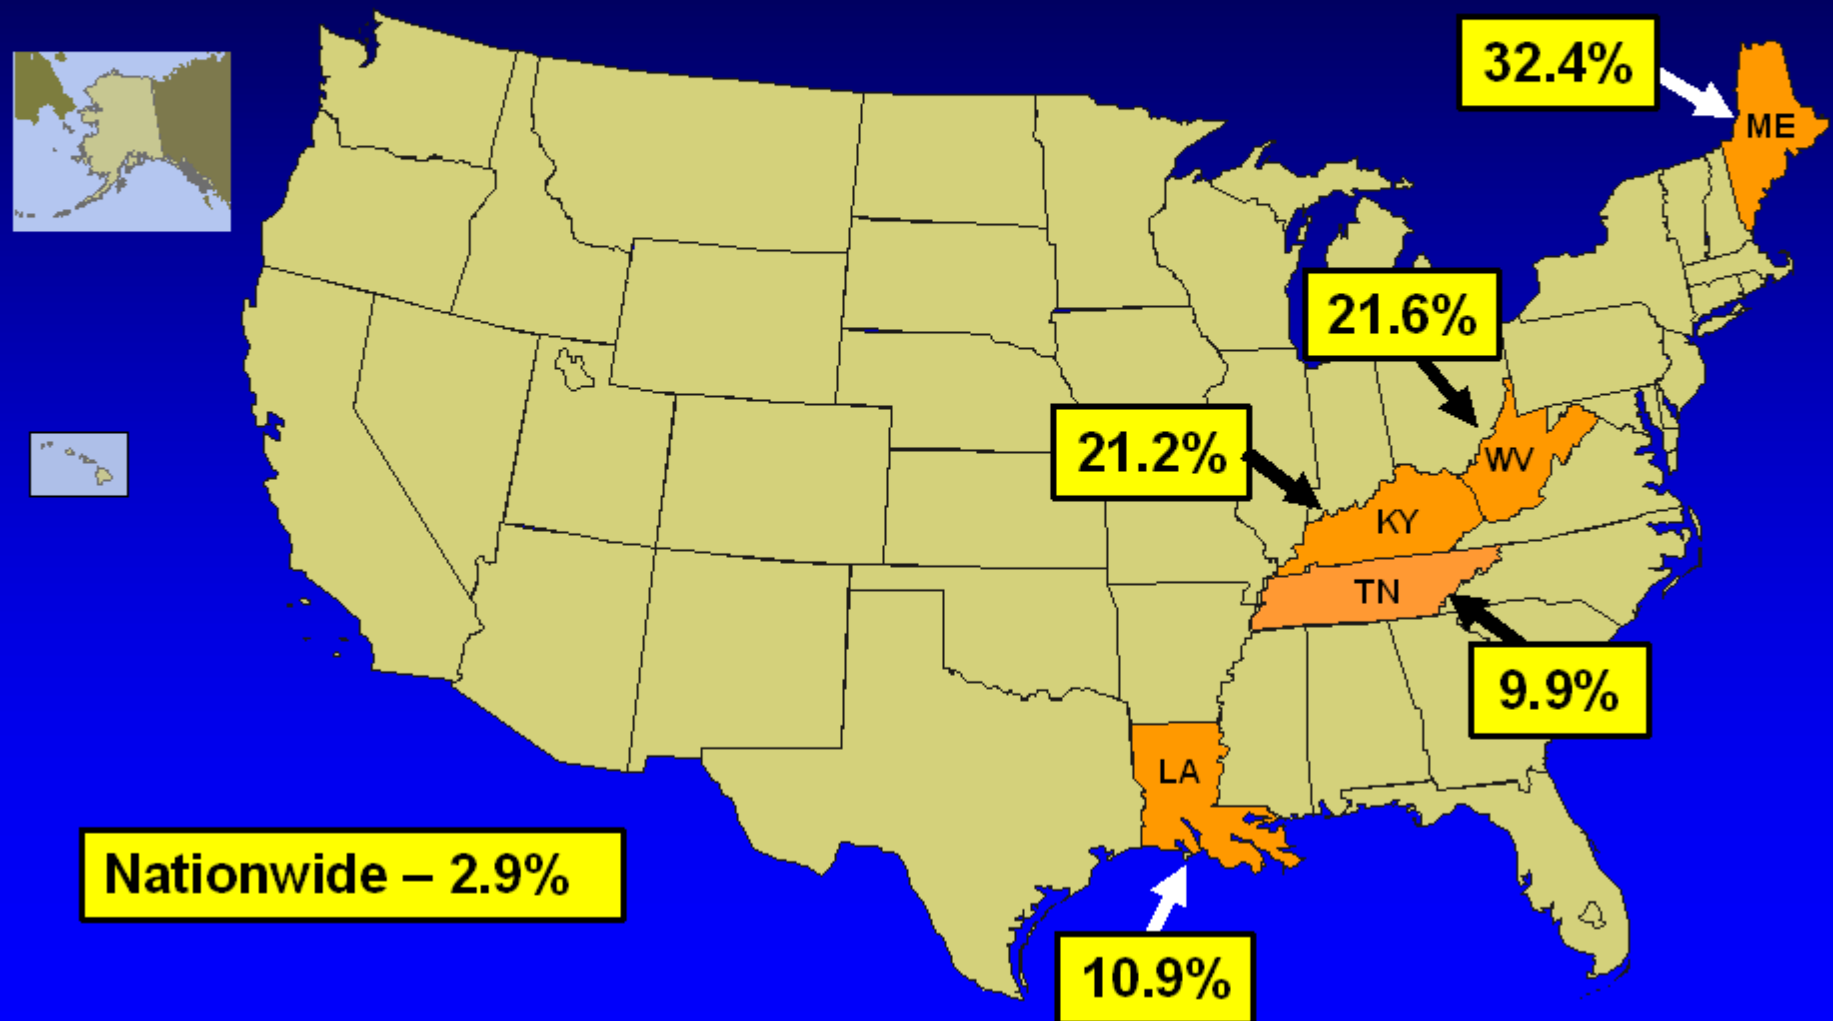 32.4%
ME
21.6%
21.2%
WV
KY
TN
9.9%
LA
Nationwide – 2.9%
10.9%